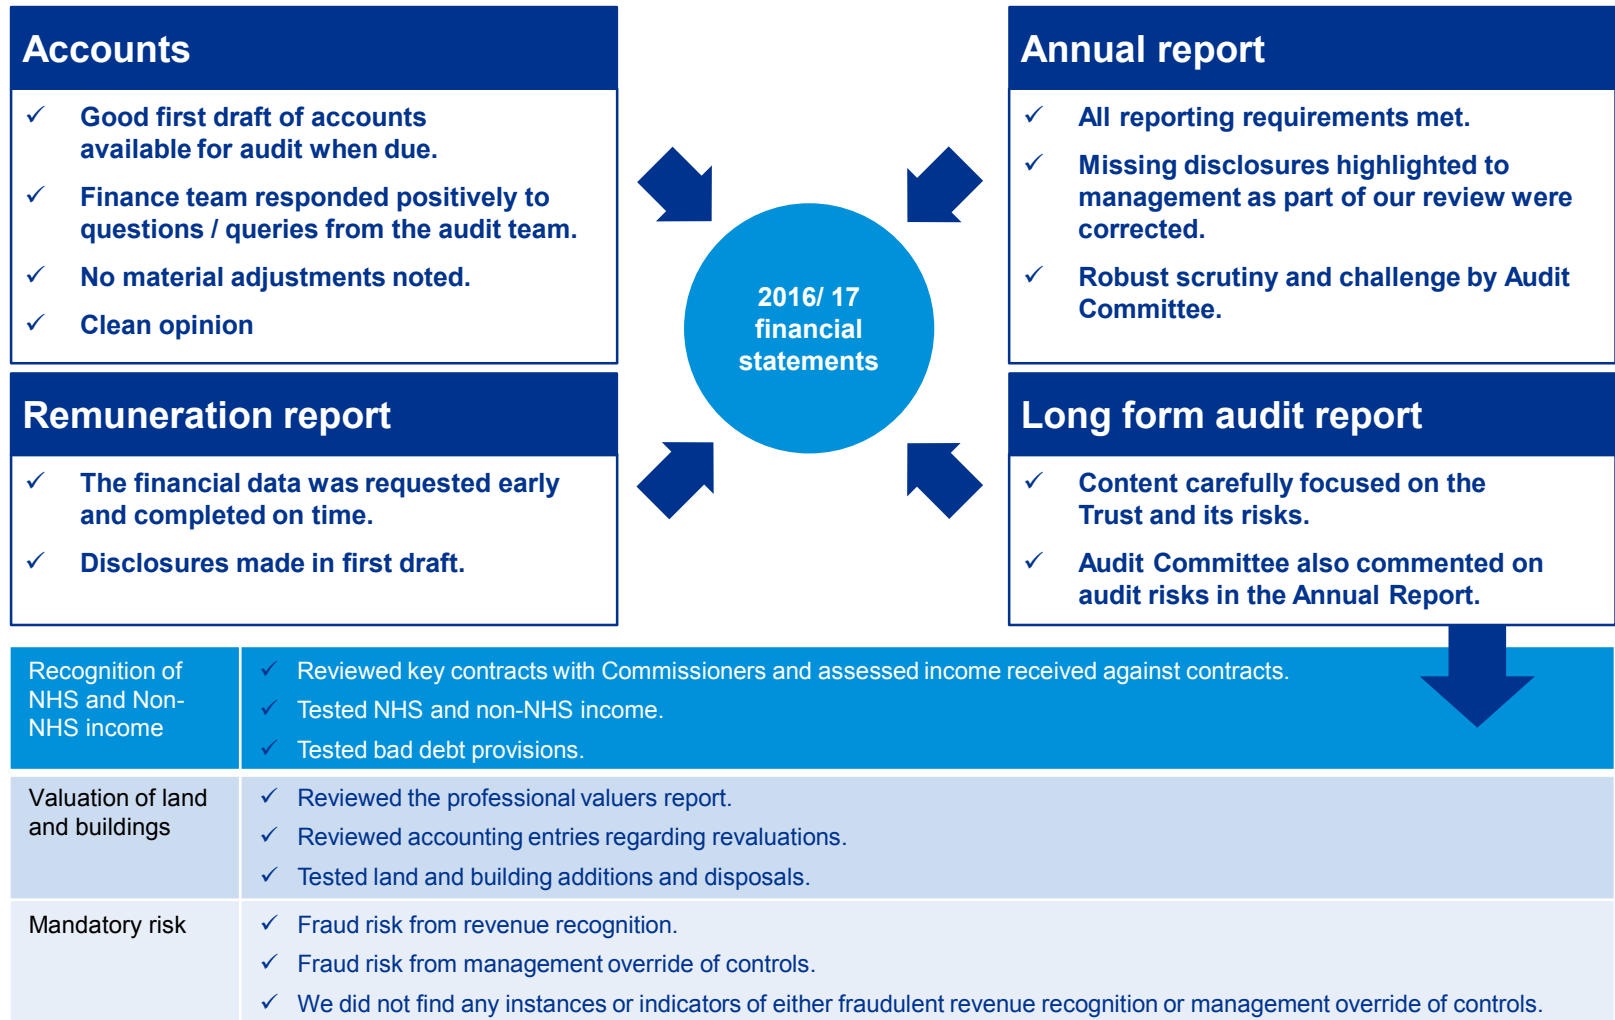 Accounts
✓ Good first draft of accounts
available for audit when due.
✓ Finance team responded positively to
questions / queries from the audit team.
✓ No material adjustments noted.
✓ Clean opinion
Annual report
✓ All reporting requirements met.
✓ Missing disclosures highlighted to
management as part of our review were
corrected.
✓ Robust scrutiny and challenge by Audit
Committee.
2016/ 17
financial
statements
Remuneration report
✓ The financial data was requested early
and completed on time.
✓ Disclosures made in first draft.
Long form audit report
✓ Content carefully focused on the
Trust and its risks.
✓ Audit Committee also commented on
audit risks in the Annual Report.
Recognition of
NHS and Non-
NHS income
✓ Reviewed key contracts with Commissioners and assessed income received against contracts.
✓ Tested NHS and non-NHS income.
✓ Tested bad debt provisions.
Valuation of land
and buildings
✓ Reviewed the professional valuers report.
✓ Reviewed accounting entries regarding revaluations.
✓ Tested land and building additions and disposals.
Mandatory risk
✓ Fraud risk from revenue recognition.
✓ Fraud risk from management override of controls.
✓ We did not find any instances or indicators of either fraudulent revenue recognition or management override of controls.